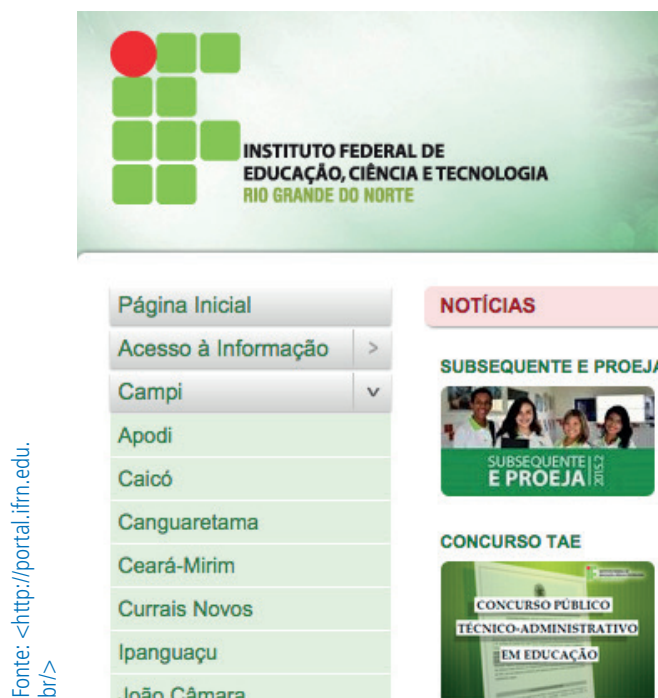 INSTITUTO FEDERAL DE
EDUCAÇÃO, CIÊNCIA E TECNOLOGIA
RIO GRANDE DO NORTE
Página Inicial
Acesso à Informação >
Campi v
Apodi
Caicó
Canguaretama
Ceará-Mirim
Currais Novos
Ipanguaçu
João Câmara
NOTÍCIAS
SUBSEQUENTE E PROEJA
SUBSEQUENTE
E PROEJA
2015.2
CONCURSO TAE
CONCURSO PÚBLICO
TÉCNICO-ADMINISTRATIVO
EM EDUCAÇÃO
Fonte: <http://portal.ifrn.edu.
br/>